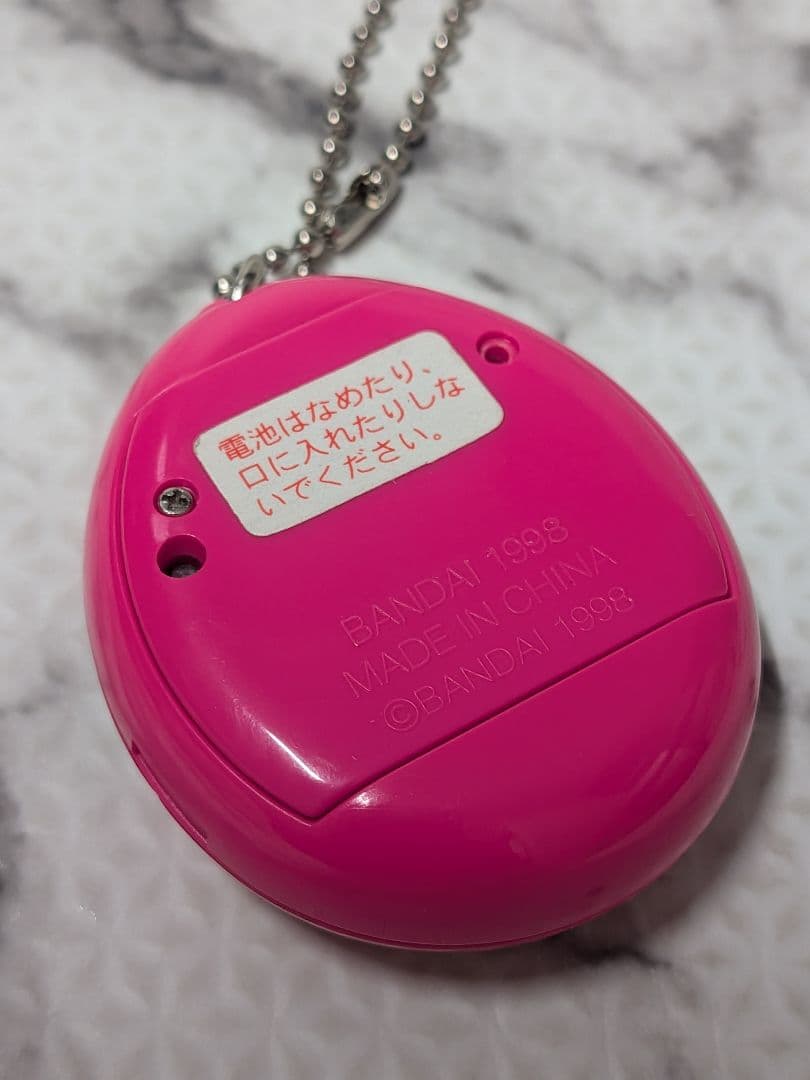 電池はなめたり、
口に入れたりしな
いでください。
BANDAI 1998
MADE IN CHINA
©BANDAI 1998